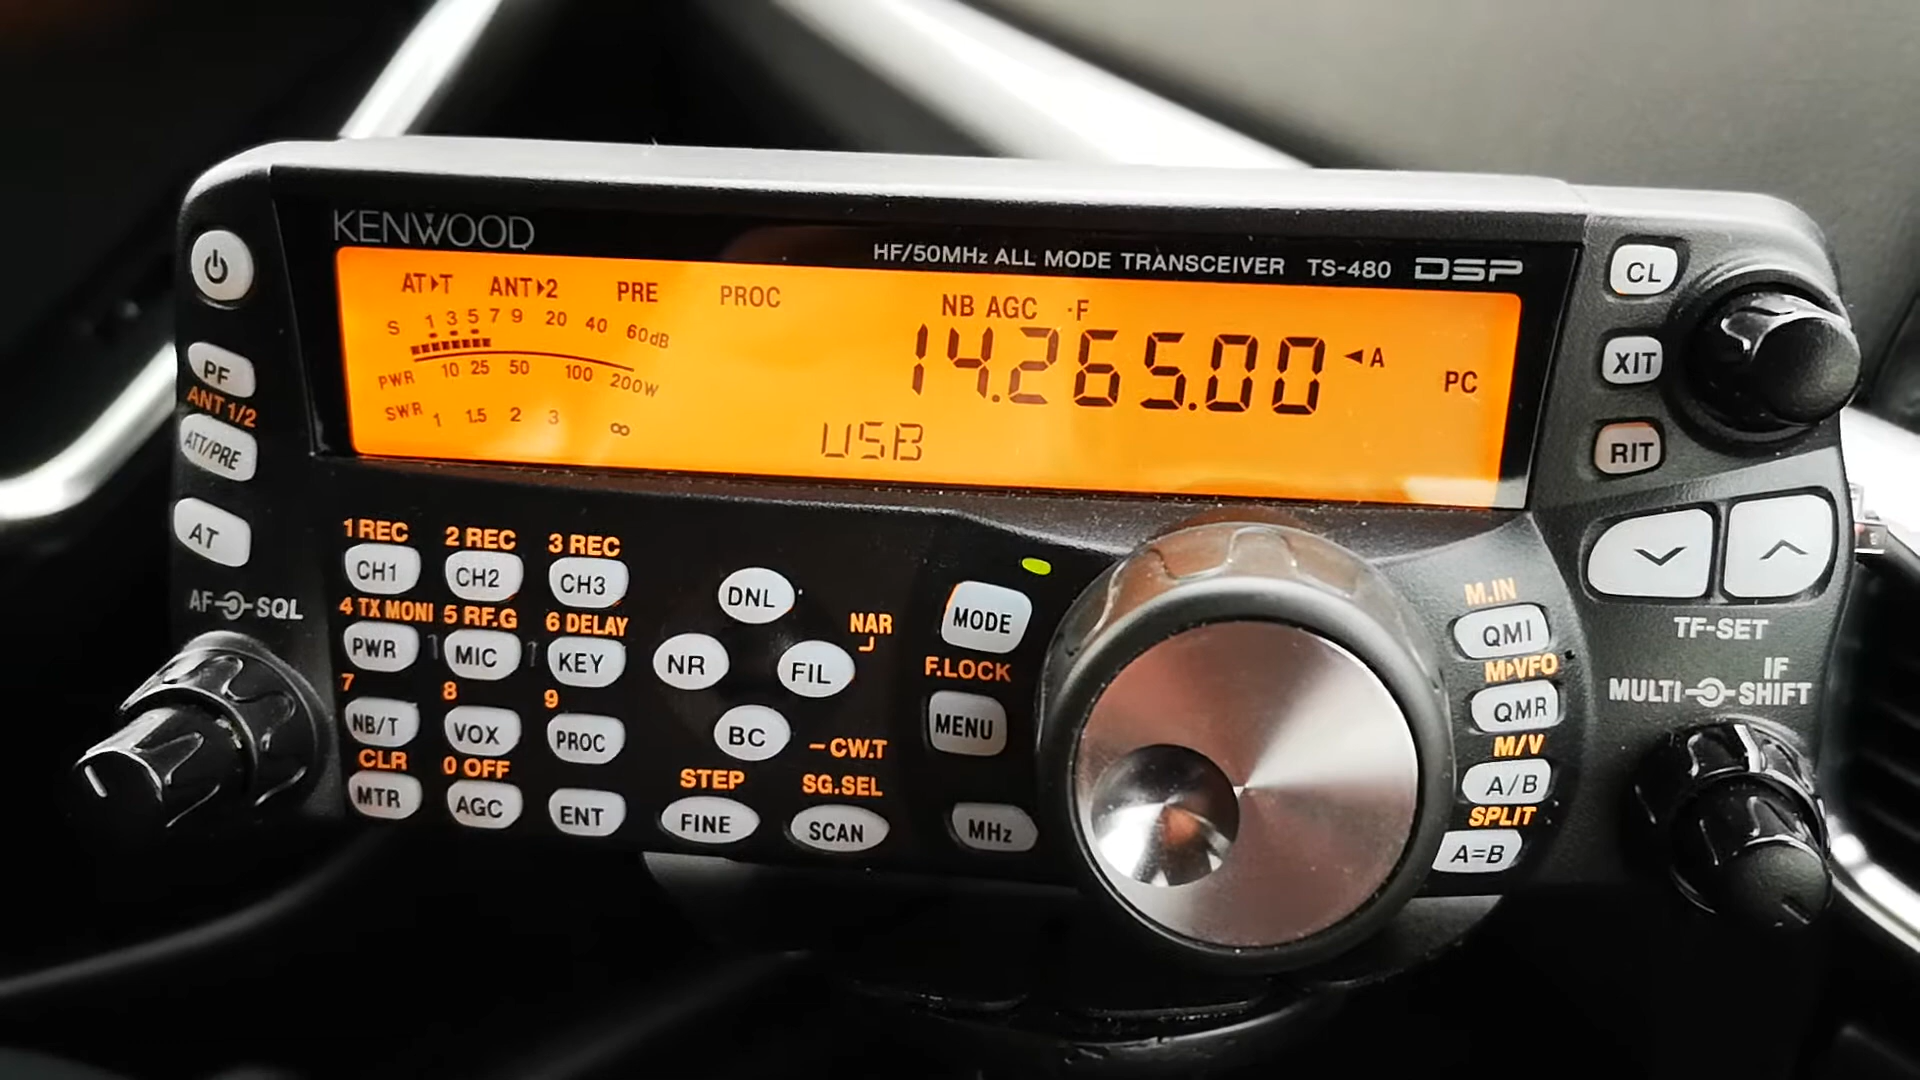 KENWOOD
HF/50MHz ALL MODE TRANSCEIVER TS-480 DSP
AT▸T ANT▸2 PRE PROC NB AGC -F
S 1 3 5 7 9 20 40 60dB
14.265.00 ◄A
PC
PWR 10 25 50 100 200W
SWR 1 1.5 2 3 ∞
USB
PF
ANT 1/2
ATT/PRE
AT
AF SQL
1 REC 2 REC 3 REC
CH1 CH2 CH3
4 TX MONI 5 RF.G 6 DELAY
PWR MIC KEY
7 8 9
NB/T VOX PROC
CLR 0 OFF
MTR AGC ENT
DNL
NAR
NR FIL
BC
-CW.T
STEP SG.SEL
FINE SCAN
MODE
F.LOCK
MENU
MHz
M.IN
QMI
M▸VFO
QMR
M/V
A/B
SPLIT
A=B
CL
XIT
RIT
TF-SET
IF
MULTI SHIFT